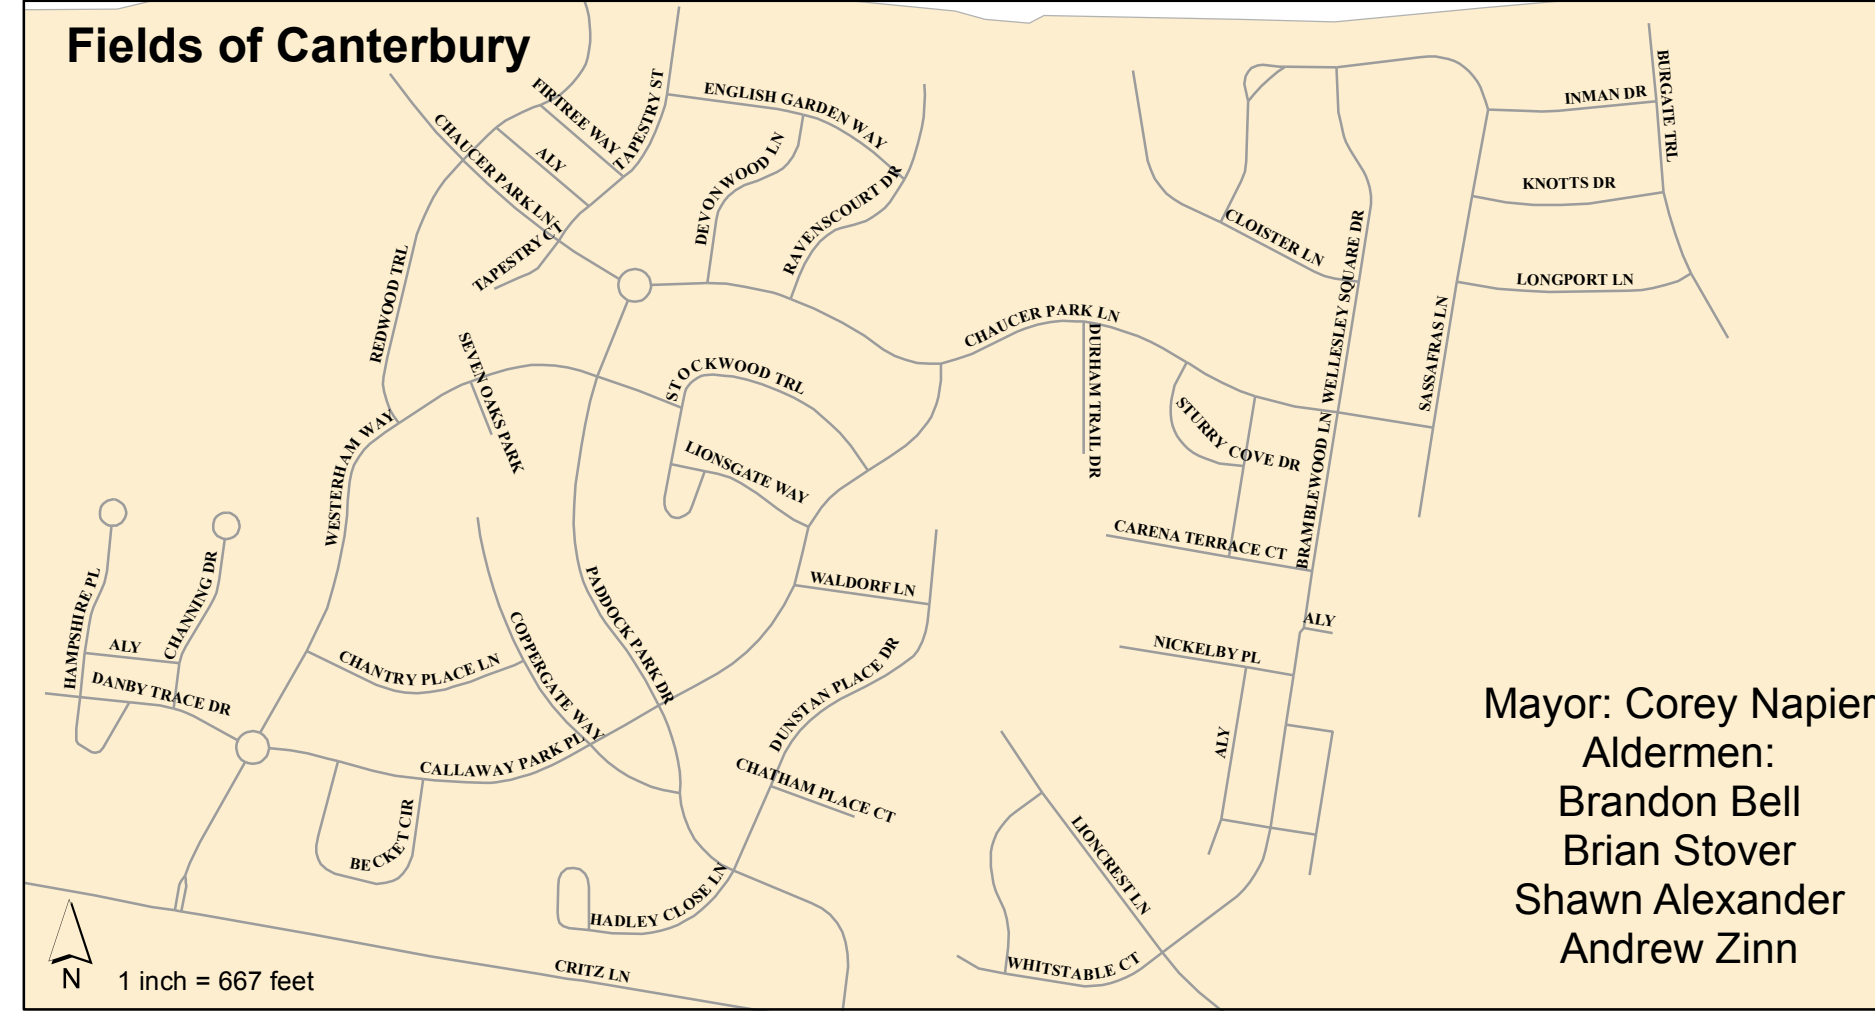 Fields of Canterbury
FIRTREE WAY
TAPESTRY ST
ENGLISH GARDEN WAY
BURGATE TRL
INMAN DR
CHAUCER PARK LN
ALY
DEVON WOOD LN
RAVENSCOURT DR
KNOTTS DR
TAPESTRY CT
CLOISTER LN
WELLESLEY SQUARE DR
LONGPORT LN
REDWOOD TRL
SEVEN OAKS PARK
STOCKWOOD TRL
CHAUCER PARK LN
DURHAM TRAIL DR
SASSAFRAS LN
WESTERHAM WAY
LIONSGATE WAY
STURRY COVE DR
BRAMBLEWOOD LN
CARENA TERRACE CT
HAMPSHIRE PL
CHANNING DR
ALY
DANBY TRACE DR
CHANTRY PLACE LN
COPPERGATE WAY
PADDOCK PARK DR
WALDORF LN
DUNSTAN PLACE DR
ALY
NICKELBY PL
ALY
CALLAWAY PARK PL
CHATHAM PLACE CT
BECKET CIR
LIONCREST LN
HADLEY CLOSE LN
WHITSTABLE CT
CRITZ LN
Mayor: Corey Napier
Aldermen:
Brandon Bell
Brian Stover
Shawn Alexander
Andrew Zinn
N
1 inch = 667 feet